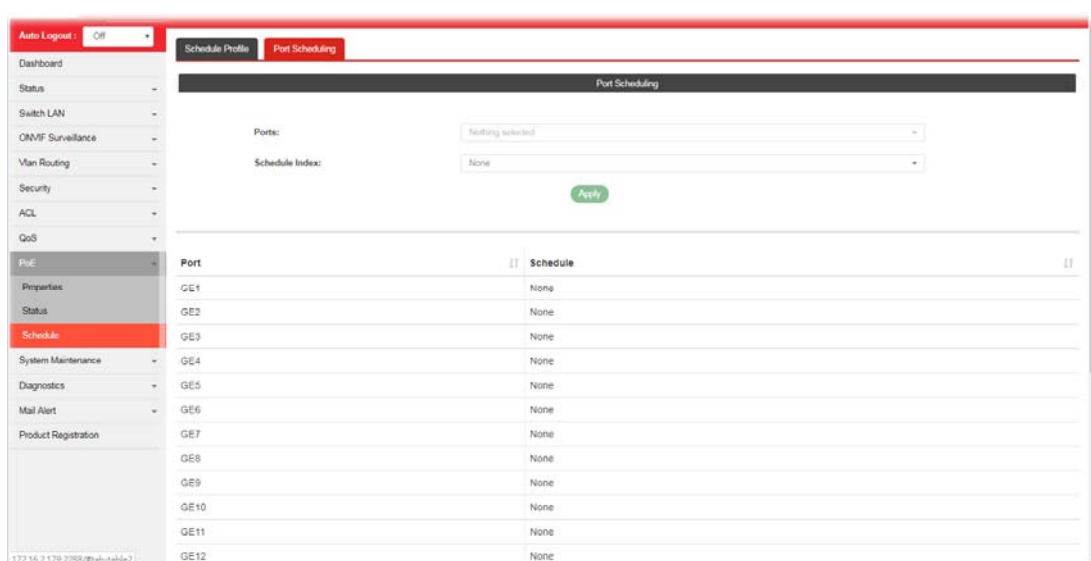 Auto Logout : Off
Schedule Profile Port Scheduling
Dashboard
Status
Switch LAN
ONVIF Surveillance
Vlan Routing
Security
ACL
QoS
PoE
Properties
Status
Schedule
System Maintenance
Diagnostics
Mail Alert
Product Registration
Port Scheduling
Ports: Nothing selected
Schedule Index: None
Apply
Port Schedule
GE1 None
GE2 None
GE3 None
GE4 None
GE5 None
GE6 None
GE7 None
GE8 None
GE9 None
GE10 None
GE11 None
GE12 None